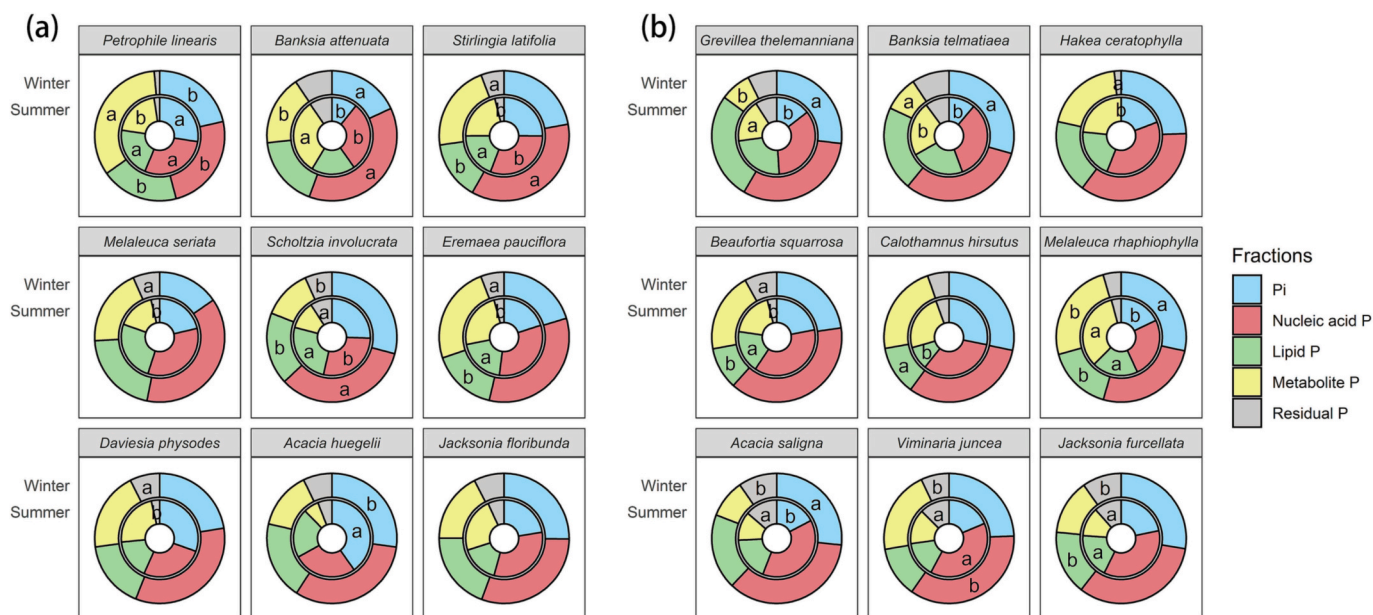 (a)
(b)
Petrophile linearis
Banksia attenuata
Stirlingia latifolia
Grevillea thelemanniana
Banksia telmatiaea
Hakea ceratophylla
Winter
Summer
b
a
b
a
a
b
a
a
b
b
a
b
b
a
b
a
a
b
a
b
b
a
Winter
Summer
b
a
b
a
a
b
a
b
a
b
Melaleuca seriata
Scholtzia involucrata
Eremaea pauciflora
Beaufortia squarrosa
Calothamnus hirsutus
Melaleuca rhaphiophylla
Winter
Summer
a
b
b
a
b
a
b
a
b
a
b
Winter
Summer
a
b
a
b
a
b
b
a
b
a
a
b
Fractions
Pi
Nucleic acid P
Lipid P
Metabolite P
Residual P
Daviesia physodes
Acacia huegelii
Jacksonia floribunda
Acacia saligna
Viminaria juncea
Jacksonia furcellata
Winter
Summer
a
b
b
a
Winter
Summer
b
a
a
b
b
a
a
b
b
a
b
a